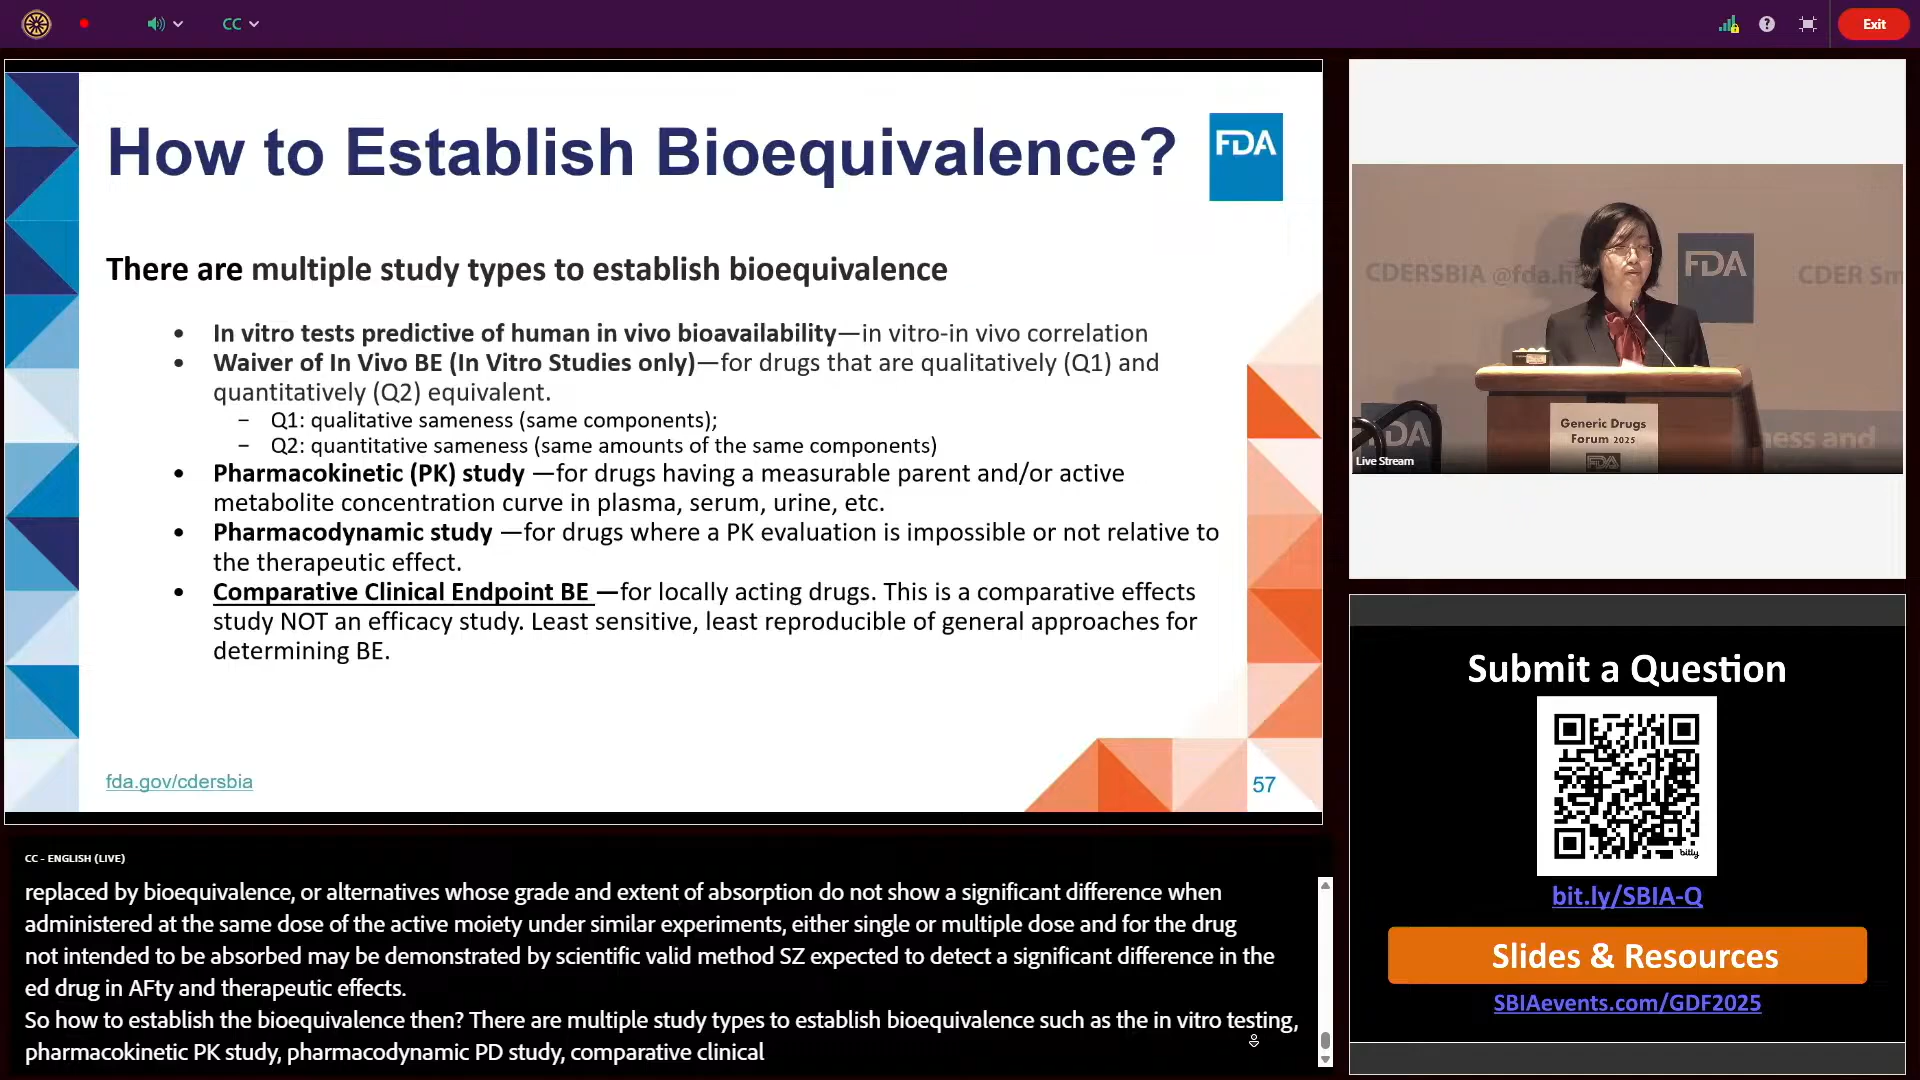 CC
Exit
How to Establish Bioequivalence?
FDA
There are multiple study types to establish bioequivalence
• In vitro tests predictive of human in vivo bioavailability—in vitro-in vivo correlation
• Waiver of In Vivo BE (In Vitro Studies only)—for drugs that are qualitatively (Q1) and
quantitatively (Q2) equivalent.
– Q1: qualitative sameness (same components);
– Q2: quantitative sameness (same amounts of the same components)
• Pharmacokinetic (PK) study —for drugs having a measurable parent and/or active
metabolite concentration curve in plasma, serum, urine, etc.
• Pharmacodynamic study —for drugs where a PK evaluation is impossible or not relative to
the therapeutic effect.
• Comparative Clinical Endpoint BE —for locally acting drugs. This is a comparative effects
study NOT an efficacy study. Least sensitive, least reproducible of general approaches for
determining BE.
fda.gov/cdersbia
57
CC - ENGLISH (LIVE)
replaced by bioequivalence, or alternatives whose grade and extent of absorption do not show a significant difference when
administered at the same dose of the active moiety under similar experiments, either single or multiple dose and for the drug
not intended to be absorbed may be demonstrated by scientific valid method SZ expected to detect a significant difference in the
ed drug in AFty and therapeutic effects.
So how to establish the bioequivalence then? There are multiple study types to establish bioequivalence such as the in vitro testing,
pharmacokinetic PK study, pharmacodynamic PD study, comparative clinical
CDERSBIA @fda.h
FDA
CDER Sm
ness and
DA
Generic Drugs
Forum 2025
FDA
Live Stream
Submit a Question
bitly
bit.ly/SBIA-Q
Slides & Resources
SBIAevents.com/GDF2025